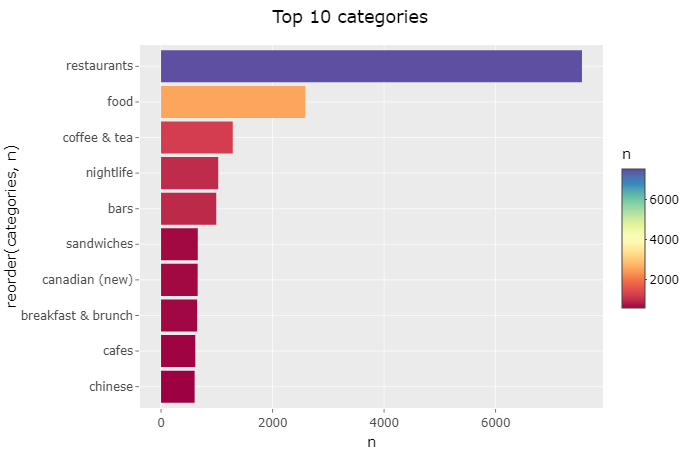 Top 10 categories
reorder(categories, n)
restaurants
food
coffee & tea
nightlife
bars
sandwiches
canadian (new)
breakfast & brunch
cafes
chinese
0 2000 4000 6000
n
n
6000
4000
2000